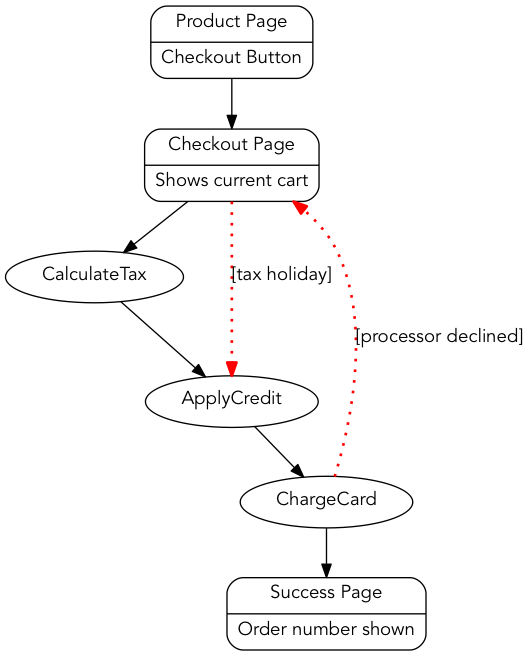 Product Page
Checkout Button
Checkout Page
Shows current cart
CalculateTax
[tax holiday]
[processor declined]
ApplyCredit
ChargeCard
Success Page
Order number shown